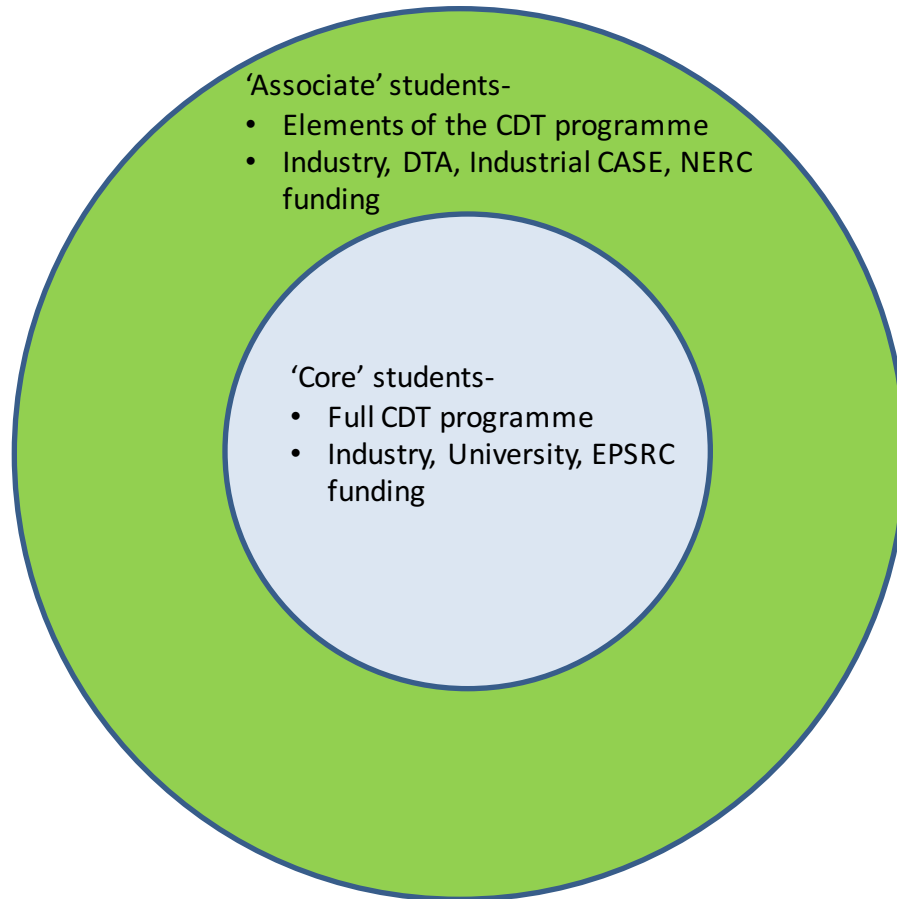 ‘Associate’ students-
• Elements of the CDT programme
• Industry, DTA, Industrial CASE, NERC
funding
‘Core’ students-
• Full CDT programme
• Industry, University, EPSRC
funding